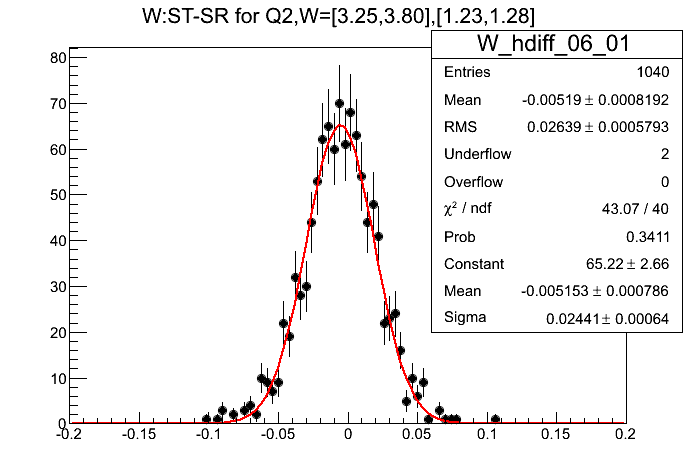 W:ST-SR for Q2,W=[3.25,3.80],[1.23,1.28]
W_hdiff_06_01
Entries 1040
Mean -0.00519 ± 0.0008192
RMS 0.02639 ± 0.0005793
Underflow 2
Overflow 0
χ² / ndf 43.07 / 40
Prob 0.3411
Constant 65.22 ± 2.66
Mean -0.005153 ± 0.000786
Sigma 0.02441 ± 0.00064
80
70
60
50
40
30
20
10
0
-0.2 -0.15 -0.1 -0.05 0 0.05 0.1 0.15 0.2